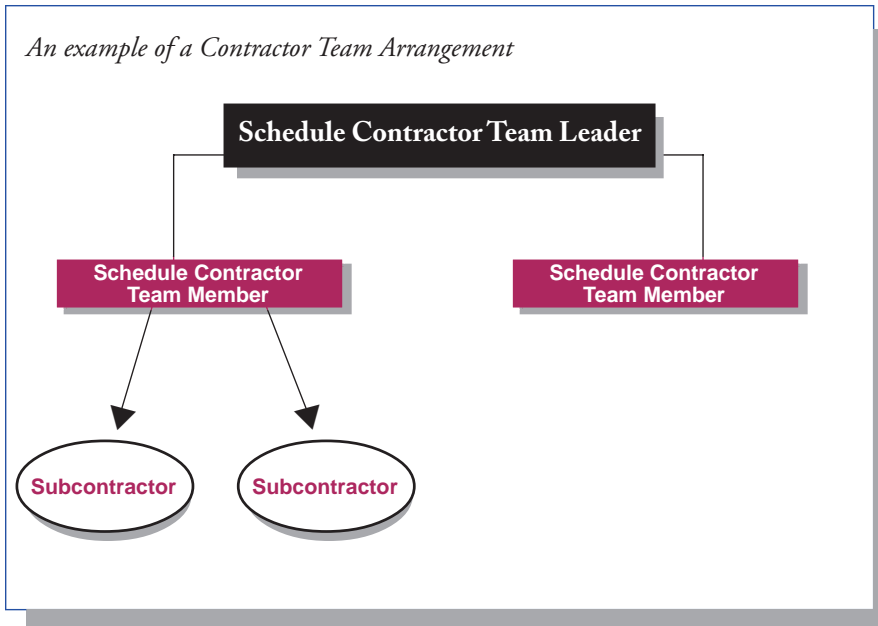 An example of a Contractor Team Arrangement
Schedule Contractor Team Leader
Schedule Contractor
Team Member
Schedule Contractor
Team Member
Subcontractor
Subcontractor